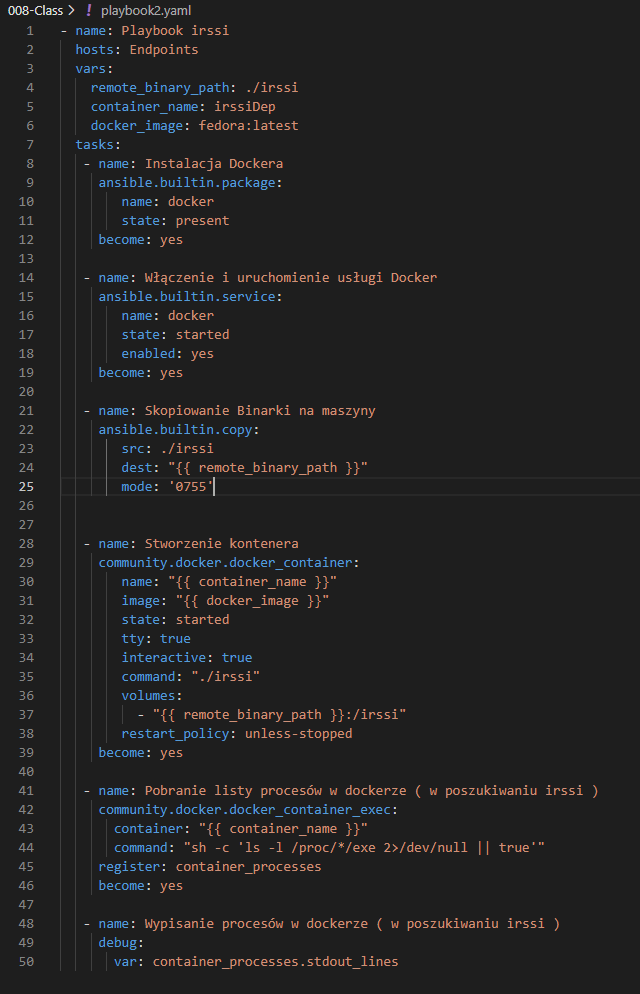 008-Class > ! playbook2.yaml
1 - name: Playbook irssi
2 hosts: Endpoints
3 vars:
4 remote_binary_path: ./irssi
5 container_name: irssiDep
6 docker_image: fedora:latest
7 tasks:
8 - name: Instalacja Dockera
9 ansible.builtin.package:
10 name: docker
11 state: present
12 become: yes
13
14 - name: Włączenie i uruchomienie usługi Docker
15 ansible.builtin.service:
16 name: docker
17 state: started
18 enabled: yes
19 become: yes
20
21 - name: Skopiowanie Binarki na maszyny
22 ansible.builtin.copy:
23 src: ./irssi
24 dest: "{{ remote_binary_path }}"
25 mode: '0755'
26
27
28 - name: Stworzenie kontenera
29 community.docker.docker_container:
30 name: "{{ container_name }}"
31 image: "{{ docker_image }}"
32 state: started
33 tty: true
34 interactive: true
35 command: "./irssi"
36 volumes:
37 - "{{ remote_binary_path }}:/irssi"
38 restart_policy: unless-stopped
39 become: yes
40
41 - name: Pobranie listy procesów w dockerze ( w poszukiwaniu irssi )
42 community.docker.docker_container_exec:
43 container: "{{ container_name }}"
44 command: "sh -c 'ls -l /proc/*/exe 2>/dev/null || true'"
45 register: container_processes
46 become: yes
47
48 - name: Wypisanie procesów w dockerze ( w poszukiwaniu irssi )
49 debug:
50 var: container_processes.stdout_lines